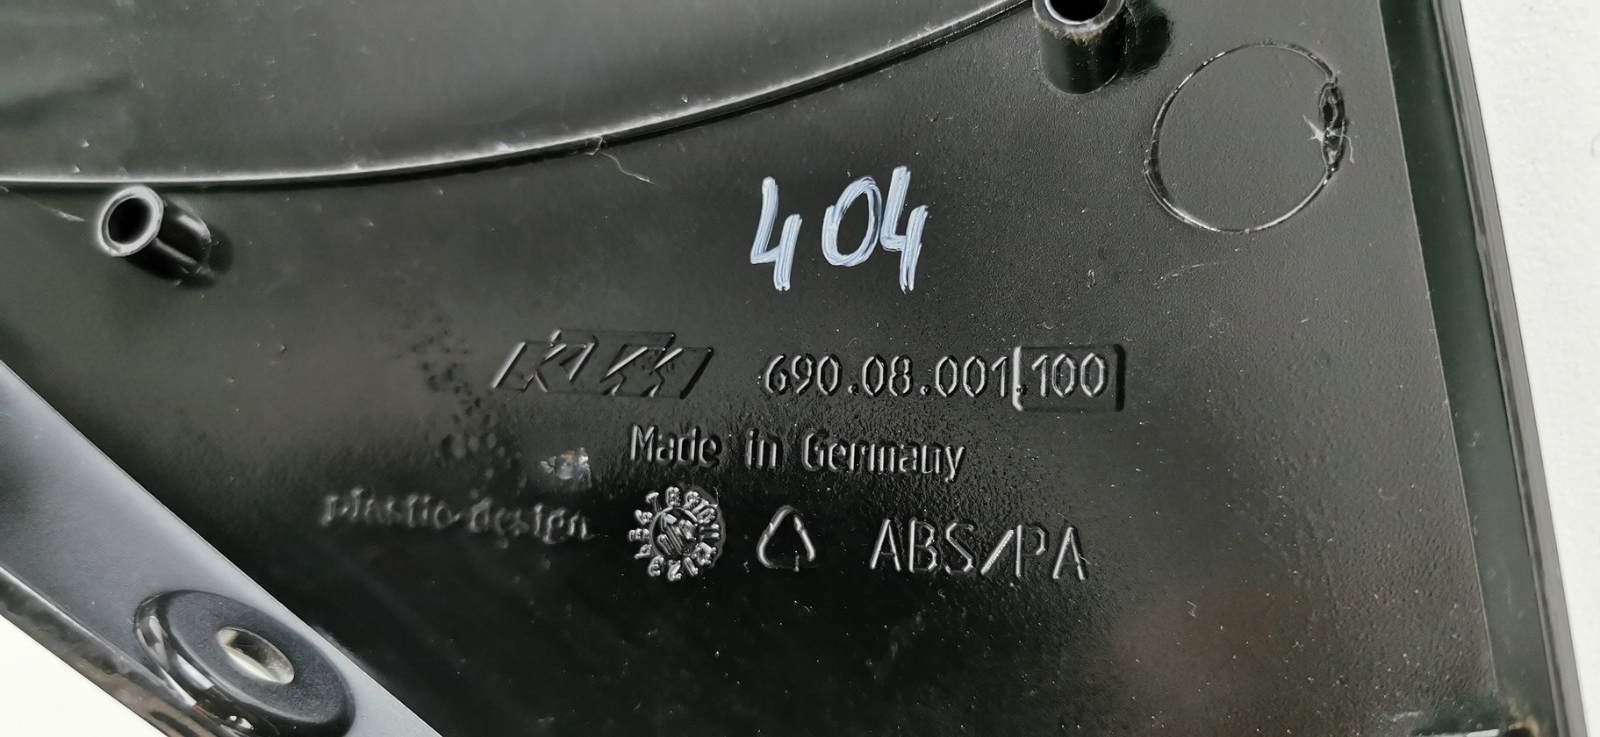 404
KTM 690.08.001.100
Made in Germany
plastic-design
ABS/PA